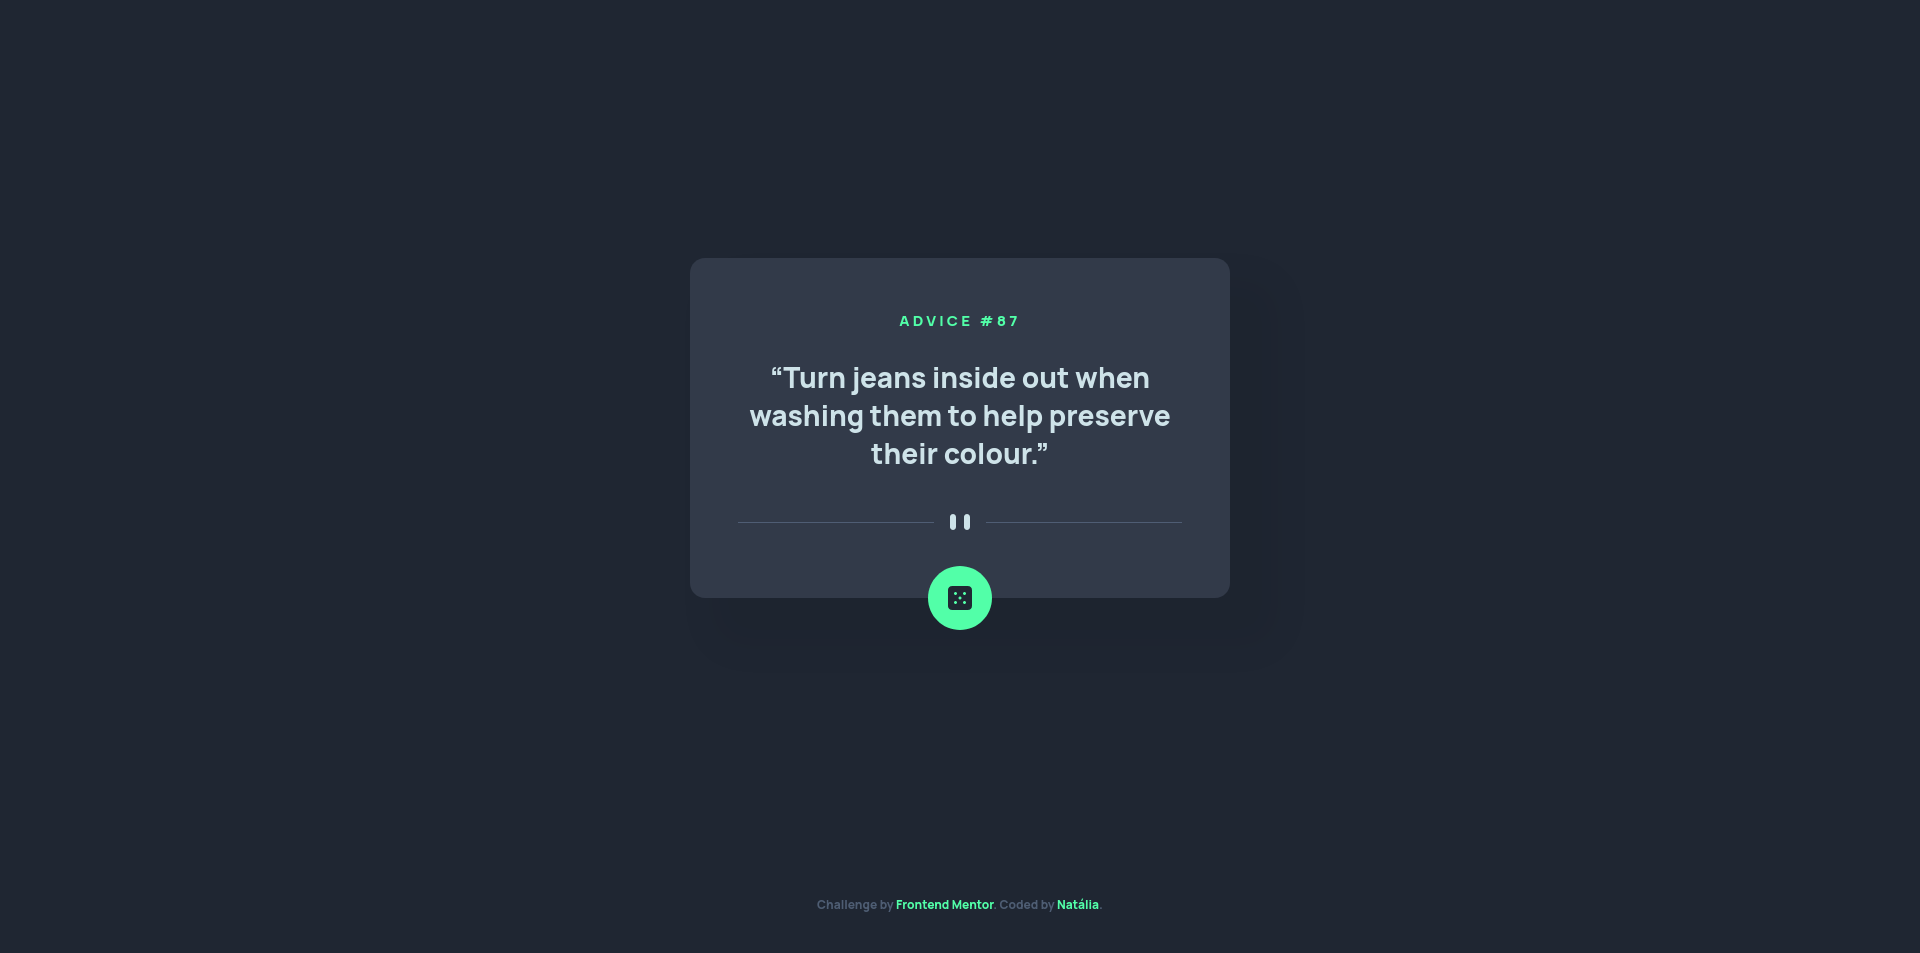 ADVICE #87
“Turn jeans inside out when
washing them to help preserve
their colour.”
Challenge by Frontend Mentor. Coded by Natália.